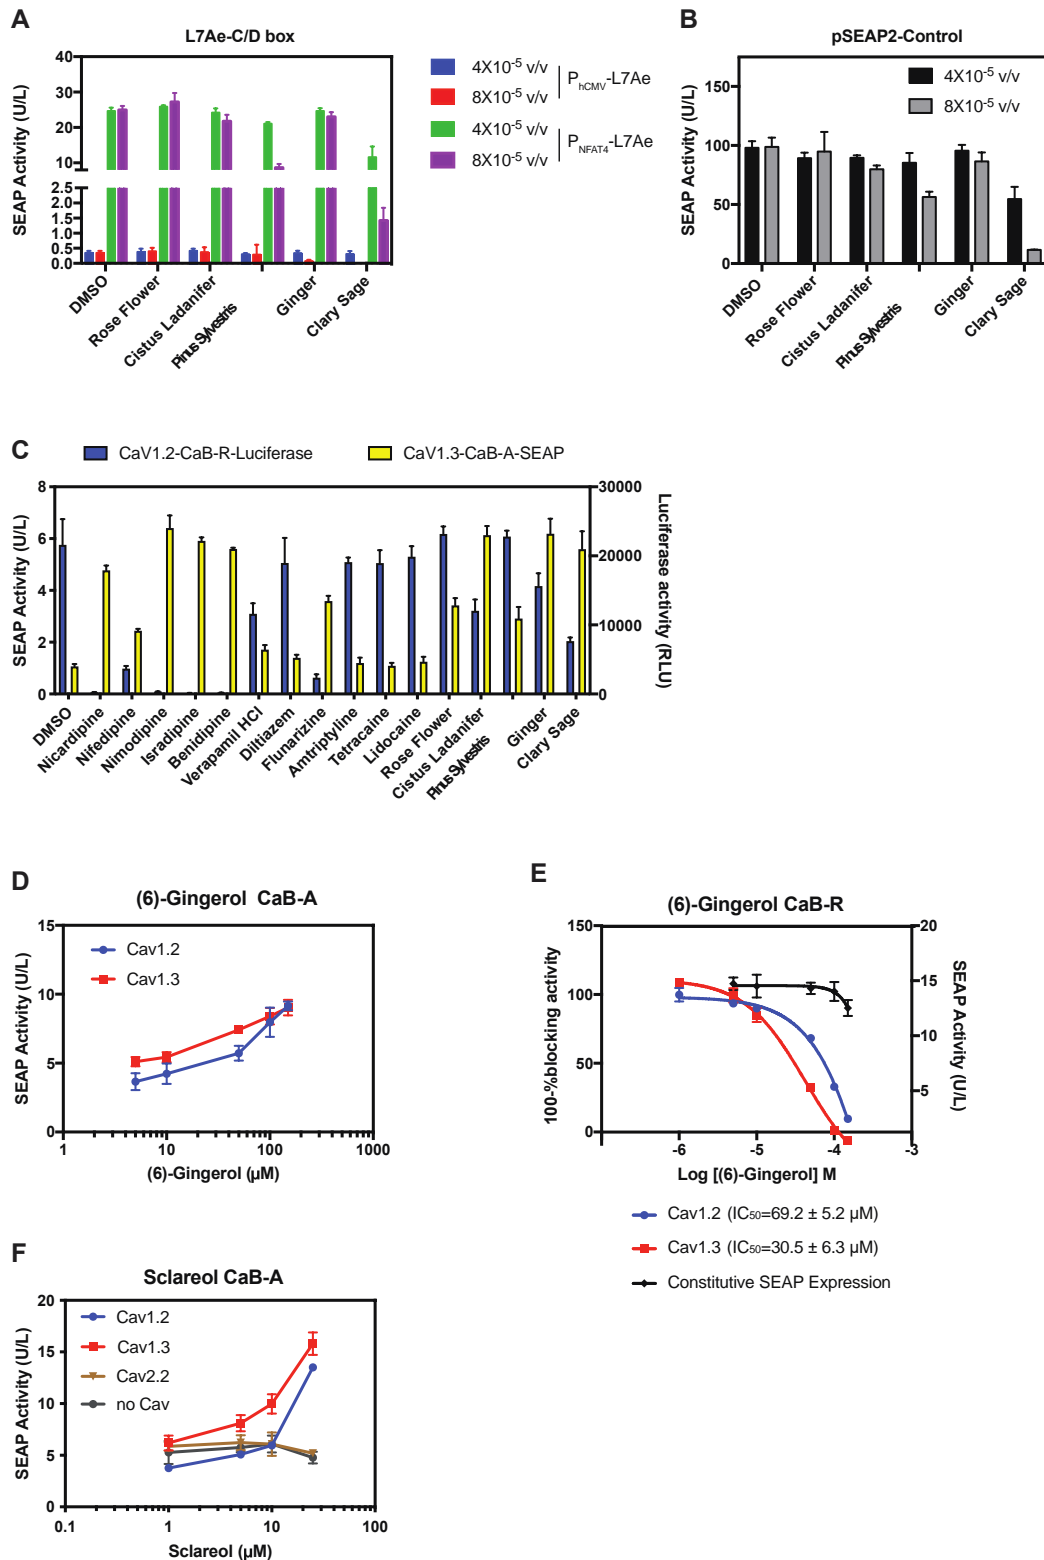 A
L7Ae-C/D box
SEAP Activity (U/L)
40
30
20
10
2.5
2.0
1.5
1.0
0.5
0.0
DMSO
Rose Flower
Cistus Ladanifer
Pinus Sylvestris
Ginger
Clary Sage
4X10-5 v/v
8X10-5 v/v
PhCMV-L7Ae
4X10-5 v/v
8X10-5 v/v
PNFAT4-L7Ae
B
pSEAP2-Control
SEAP Activity (U/L)
150
100
50
0
4X10-5 v/v
8X10-5 v/v
DMSO
Rose Flower
Cistus Ladanifer
Pinus Sylvestris
Ginger
Clary Sage
C
CaV1.2-CaB-R-Luciferase
CaV1.3-CaB-A-SEAP
SEAP Activity (U/L)
8
6
4
2
0
30000
20000
10000
0
Luciferase activity (RLU)
DMSO
Nicardipine
Nifedipine
Nimodipine
Isradipine
Benidipine
Verapamil HCl
Diltiazem
Flunarizine
Amtriptyline
Tetracaine
Lidocaine
Rose Flower
Cistus Ladanifer
Pinus Sylvestris
Ginger
Clary Sage
D
(6)-Gingerol CaB-A
SEAP Activity (U/L)
15
10
5
0
Cav1.2
Cav1.3
1
10
100
1000
(6)-Gingerol (µM)
E
(6)-Gingerol CaB-R
100-%blocking activity
150
100
50
0
20
15
10
5
SEAP Activity (U/L)
-6
-5
-4
-3
Log [(6)-Gingerol] M
Cav1.2 (IC50=69.2 ± 5.2 µM)
Cav1.3 (IC50=30.5 ± 6.3 µM)
Constitutive SEAP Expression
F
Sclareol CaB-A
SEAP Activity (U/L)
20
15
10
5
0
Cav1.2
Cav1.3
Cav2.2
no Cav
0.1
1
10
100
Sclareol (µM)